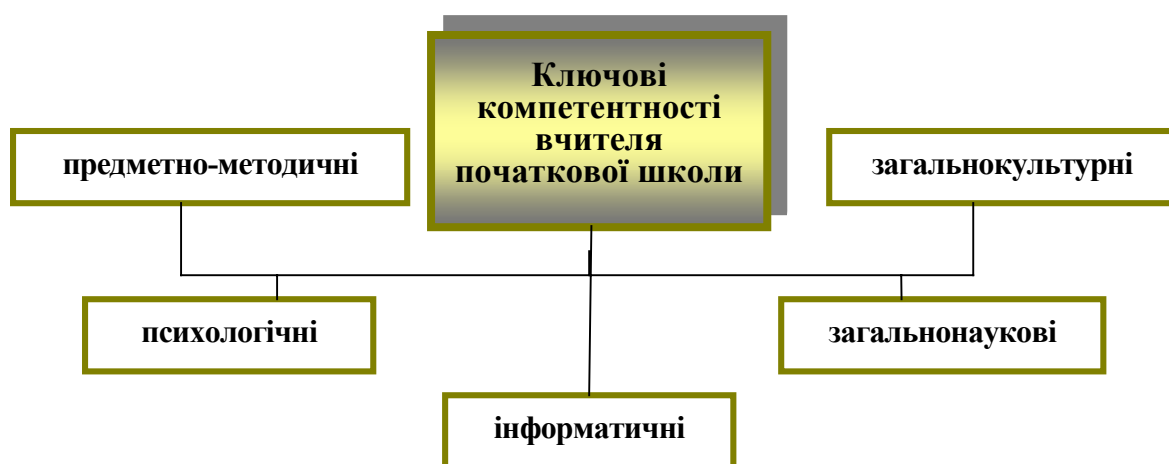 Ключові
компетентності
вчителя
початкової школи
предметно-методичні
загальнокультурні
психологічні
загальнонаукові
інформатичні